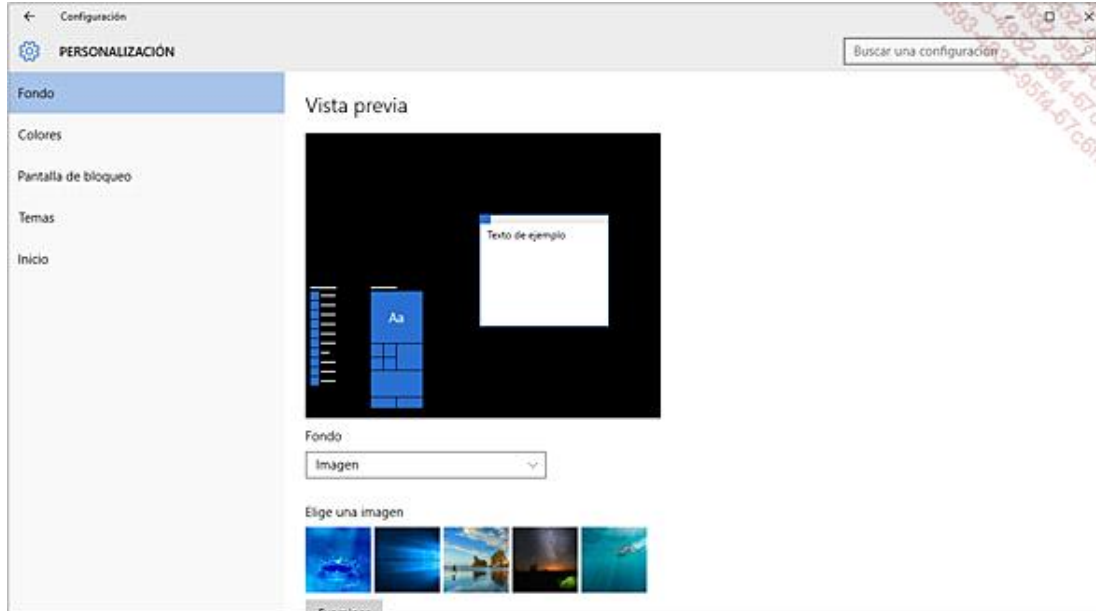 Configuración
PERSONALIZACIÓN
Buscar una configuración
Fondo
Colores
Pantalla de bloqueo
Temas
Inicio
Vista previa
Texto de ejemplo
Aa
Fondo
Imagen
Elige una imagen